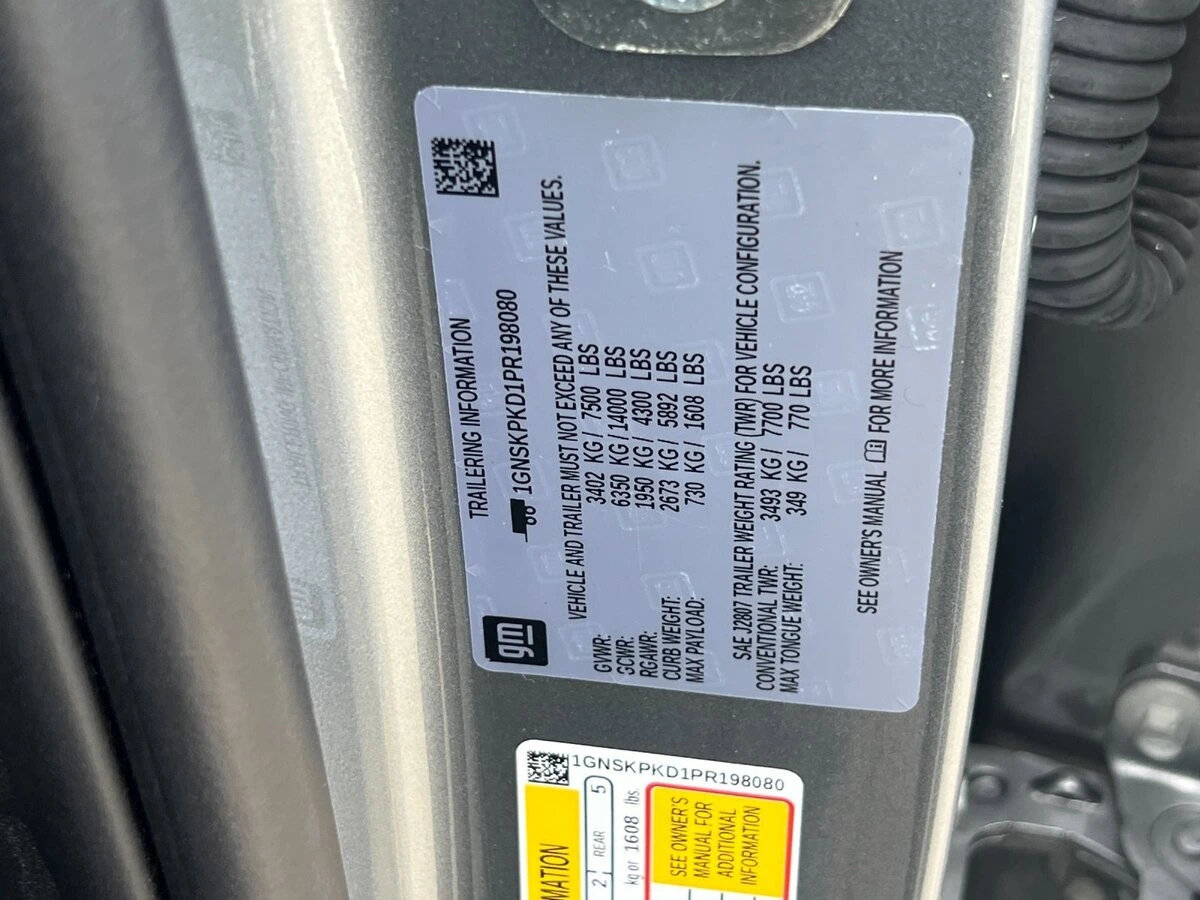 gm
TRAILERING INFORMATION
1GNSKPKD1PR198080
VEHICLE AND TRAILER MUST NOT EXCEED ANY OF THESE VALUES.
GVWR: 3402 KG/ 7500 LBS
GCWR: 6350 KG/14000 LBS
RGAWR: 1950 KG/ 4300 LBS
CURB WEIGHT: 2673 KG/ 5892 LBS
MAX PAYLOAD: 730 KG/ 1608 LBS
SAE J2807 TRAILER WEIGHT RATING (TWR) FOR VEHICLE CONFIGURATION.
CONVENTIONAL TWR: 3493 KG/ 7700 LBS
MAX TONGUE WEIGHT: 349 KG/ 770 LBS
SEE OWNER'S MANUAL FOR MORE INFORMATION
1GNSKPKD1PR198080
2 REAR 5
kg or 1608 lbs.
SEE OWNER'S
MANUAL FOR
ADDITIONAL
INFORMATION